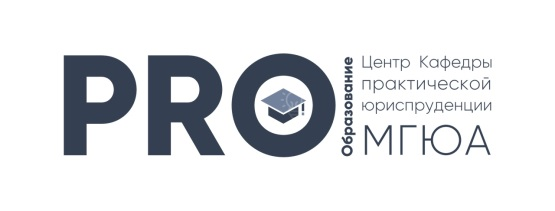 PRO
Образование
Центр Кафедры
практической
юриспруденции
МГЮА